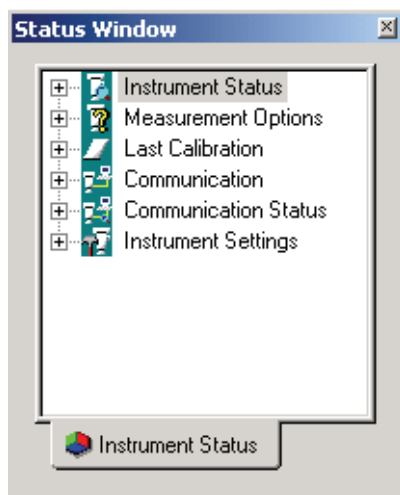 Status Window
Instrument Status
Measurement Options
Last Calibration
Communication
Communication Status
Instrument Settings
Instrument Status